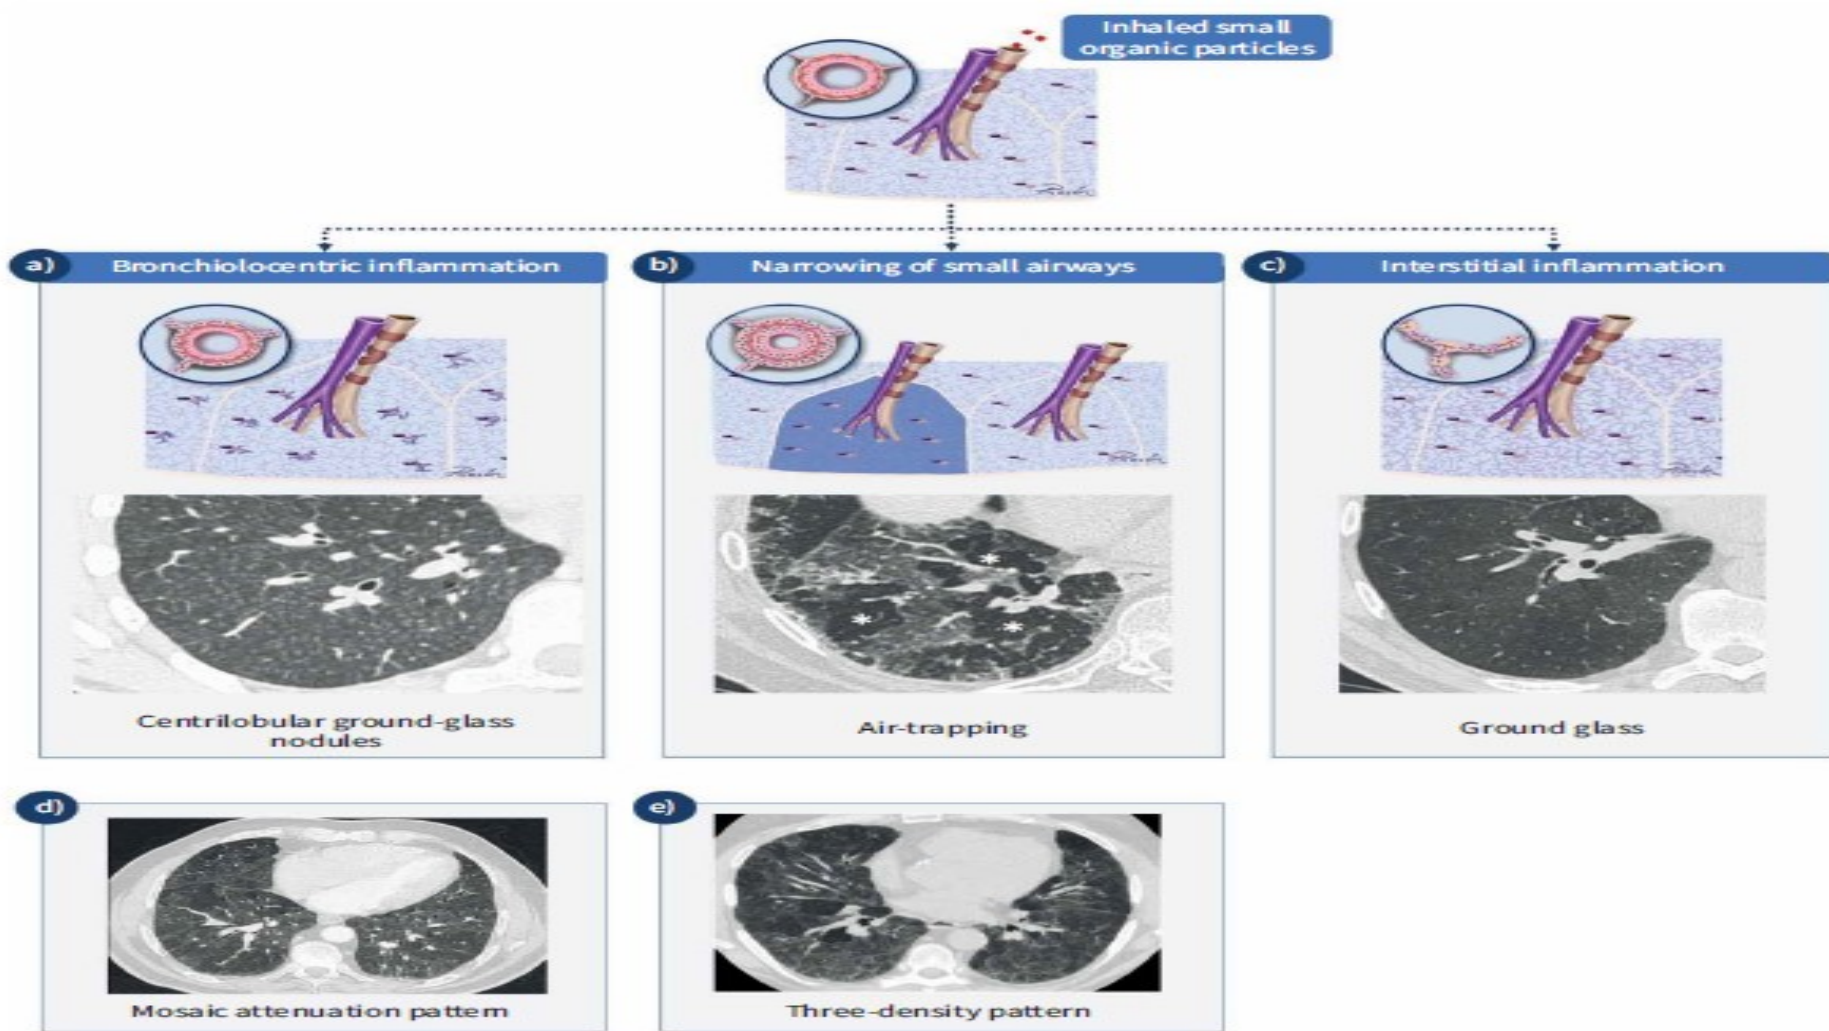 Inhaled small
organic particles
a)
Bronchiolocentric inflammation
b)
Narrowing of small airways
c)
Interstitial inflammation
*
*
*
Centrilobular ground-glass
nodules
Air-trapping
Ground glass
d)
e)
Mosaic attenuation pattern
Three-density pattern